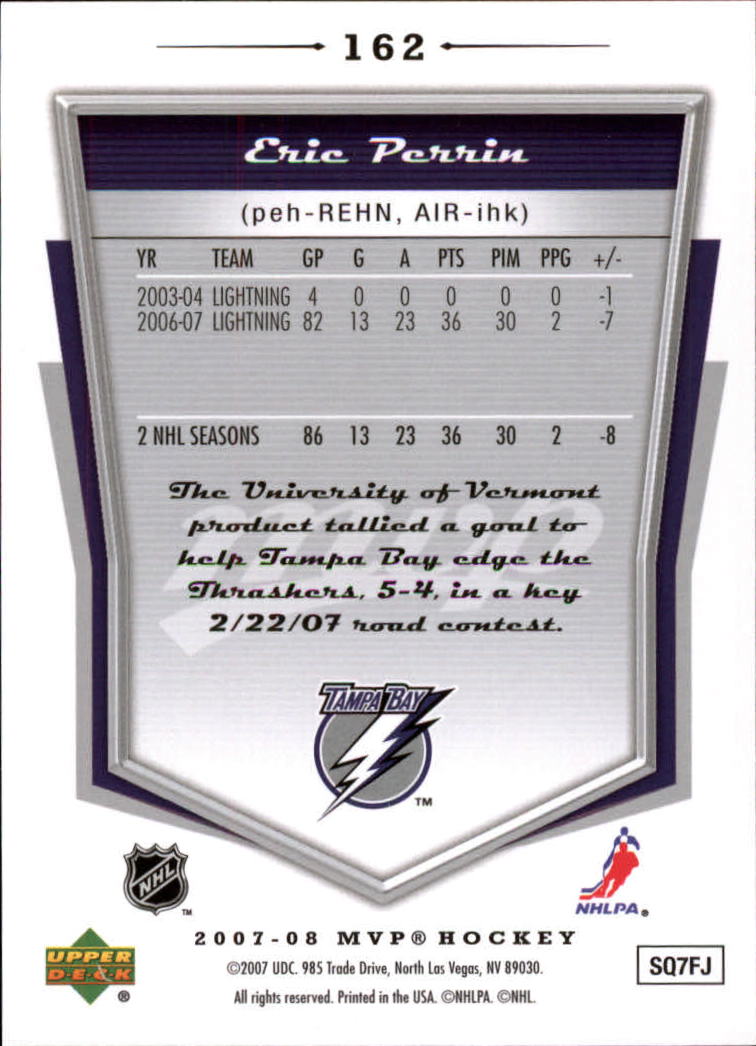 162
Eric Perrin
(peh-REHN, AIR-ihk)
YR TEAM GP G A PTS PIM PPG +/-
2003-04 LIGHTNING 4 0 0 0 0 0 -1
2006-07 LIGHTNING 82 13 23 36 30 2 -7
2 NHL SEASONS 86 13 23 36 30 2 -8
mvp
The University of Vermont
product tallied a goal to
help Tampa Bay edge the
Thrashers, 5-4, in a key
2/22/07 road contest.
TAMPA BAY
TM
NHL
TM
NHLPA®
2007-08 MVP® HOCKEY
UPPER
DECK
®
©2007 UDC. 985 Trade Drive, North Las Vegas, NV 89030.
All rights reserved. Printed in the USA. ©NHLPA. ©NHL.
SQ7FJ